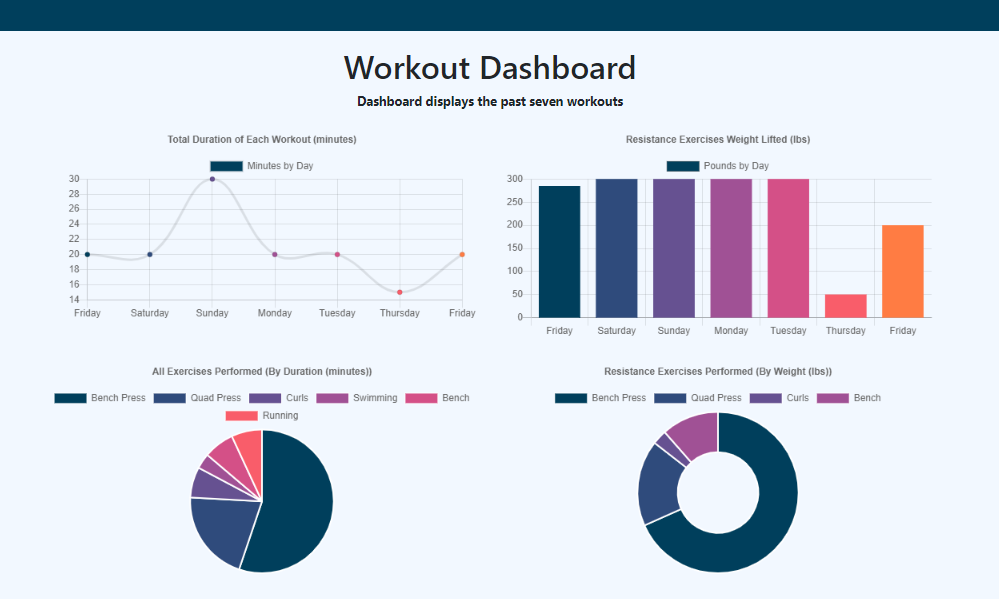 Workout Dashboard
Dashboard displays the past seven workouts
Total Duration of Each Workout (minutes)
Minutes by Day
30
28
26
24
22
20
18
16
14
Friday Saturday Sunday Monday Tuesday Thursday Friday
Resistance Exercises Weight Lifted (lbs)
Pounds by Day
300
250
200
150
100
50
0
Friday Saturday Sunday Monday Tuesday Thursday Friday
All Exercises Performed (By Duration (minutes))
Bench Press Quad Press Curls Swimming Bench
Running
Resistance Exercises Performed (By Weight (lbs))
Bench Press Quad Press Curls Bench